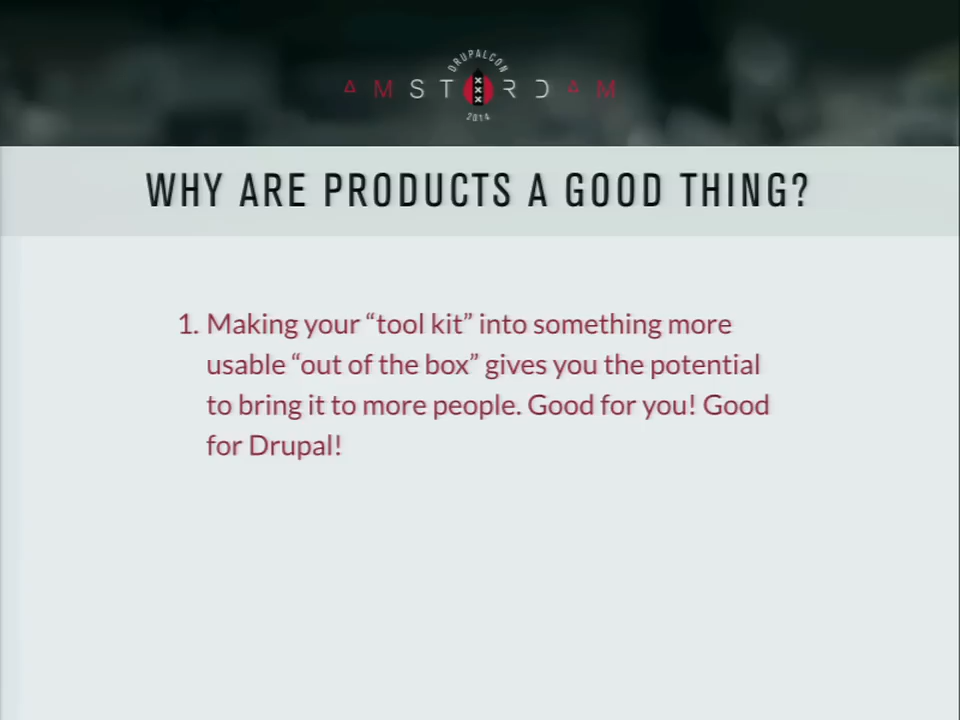 DRUPALCON
AMSTERDAM
2014
WHY ARE PRODUCTS A GOOD THING?
1. Making your “tool kit” into something more
usable “out of the box” gives you the potential
to bring it to more people. Good for you! Good
for Drupal!